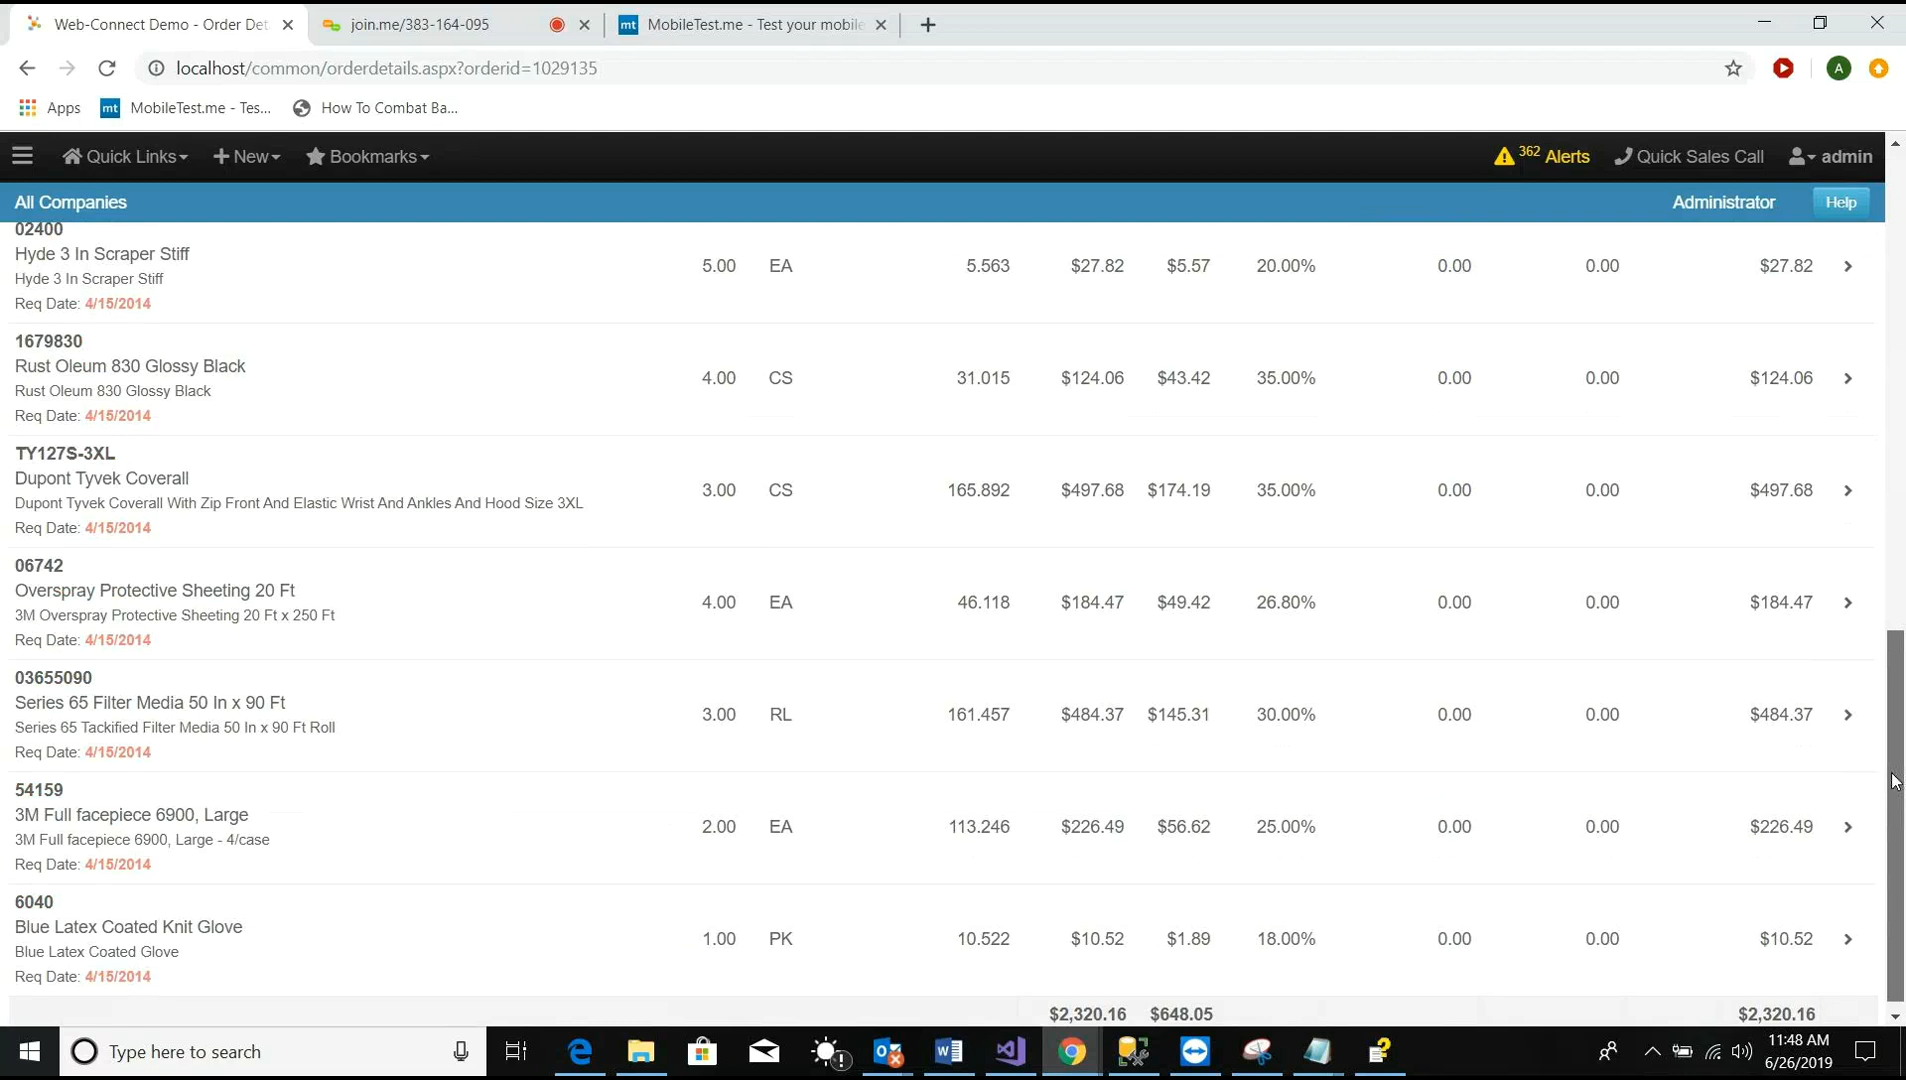 Web-Connect Demo - Order Det
join.me/383-164-095
mt MobileTest.me - Test your mobile
localhost/common/orderdetails.aspx?orderid=1029135
A
Apps
mt MobileTest.me - Tes...
How To Combat Ba...
Quick Links
New
Bookmarks
362 Alerts
Quick Sales Call
admin
All Companies
Administrator
Help
02400
Hyde 3 In Scraper Stiff
Hyde 3 In Scraper Stiff
Req Date: 4/15/2014
5.00 EA 5.563 $27.82 $5.57 20.00% 0.00 0.00 $27.82
1679830
Rust Oleum 830 Glossy Black
Rust Oleum 830 Glossy Black
Req Date: 4/15/2014
4.00 CS 31.015 $124.06 $43.42 35.00% 0.00 0.00 $124.06
TY127S-3XL
Dupont Tyvek Coverall
Dupont Tyvek Coverall With Zip Front And Elastic Wrist And Ankles And Hood Size 3XL
Req Date: 4/15/2014
3.00 CS 165.892 $497.68 $174.19 35.00% 0.00 0.00 $497.68
06742
Overspray Protective Sheeting 20 Ft
3M Overspray Protective Sheeting 20 Ft x 250 Ft
Req Date: 4/15/2014
4.00 EA 46.118 $184.47 $49.42 26.80% 0.00 0.00 $184.47
03655090
Series 65 Filter Media 50 In x 90 Ft
Series 65 Tackified Filter Media 50 In x 90 Ft Roll
Req Date: 4/15/2014
3.00 RL 161.457 $484.37 $145.31 30.00% 0.00 0.00 $484.37
54159
3M Full facepiece 6900, Large
3M Full facepiece 6900, Large - 4/case
Req Date: 4/15/2014
2.00 EA 113.246 $226.49 $56.62 25.00% 0.00 0.00 $226.49
6040
Blue Latex Coated Knit Glove
Blue Latex Coated Glove
Req Date: 4/15/2014
1.00 PK 10.522 $10.52 $1.89 18.00% 0.00 0.00 $10.52
$2,320.16 $648.05 $2,320.16
Type here to search
11:48 AM
6/26/2019